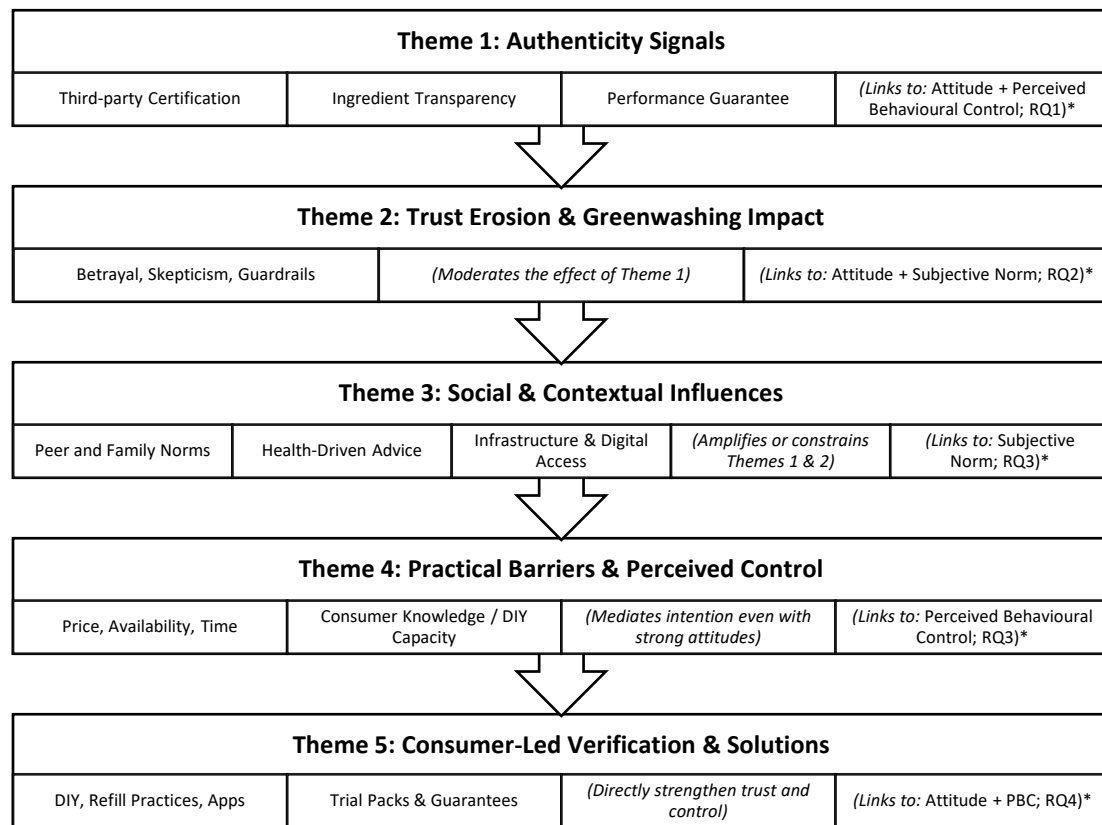 Theme 1: Authenticity Signals
Third-party Certification
Ingredient Transparency
Performance Guarantee
(Links to: Attitude + Perceived
Behavioural Control; RQ1)*
Theme 2: Trust Erosion & Greenwashing Impact
Betrayal, Skepticism, Guardrails
(Moderates the effect of Theme 1)
(Links to: Attitude + Subjective Norm; RQ2)*
Theme 3: Social & Contextual Influences
Peer and Family Norms
Health-Driven Advice
Infrastructure & Digital
Access
(Amplifies or constrains
Themes 1 & 2)
(Links to: Subjective
Norm; RQ3)*
Theme 4: Practical Barriers & Perceived Control
Price, Availability, Time
Consumer Knowledge / DIY
Capacity
(Mediates intention even with
strong attitudes)
(Links to: Perceived Behavioural
Control; RQ3)*
Theme 5: Consumer-Led Verification & Solutions
DIY, Refill Practices, Apps
Trial Packs & Guarantees
(Directly strengthen trust and
control)
(Links to: Attitude + PBC; RQ4)*